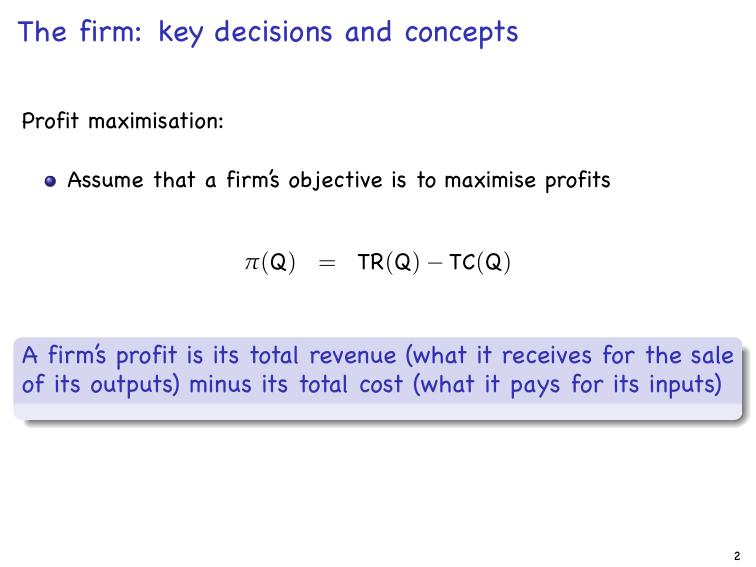 The firm: key decisions and concepts
Profit maximisation:
Assume that a firm's objective is to maximise profits
π(Q) = TR(Q) − TC(Q)
A firm's profit is its total revenue (what it receives for the sale
of its outputs) minus its total cost (what it pays for its inputs)
2